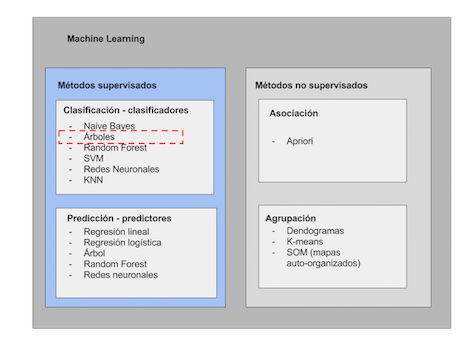 Machine Learning
Métodos supervisados
Clasificación - clasificadores
- Naive Bayes
- Árboles
- Random Forest
- SVM
- Redes Neuronales
- KNN
Predicción - predictores
- Regresión lineal
- Regresión logística
- Árbol
- Random Forest
- Redes neuronales
Métodos no supervisados
Asociación
- Apriori
Agrupación
- Dendogramas
- K-means
- SOM (mapas
auto-organizados)